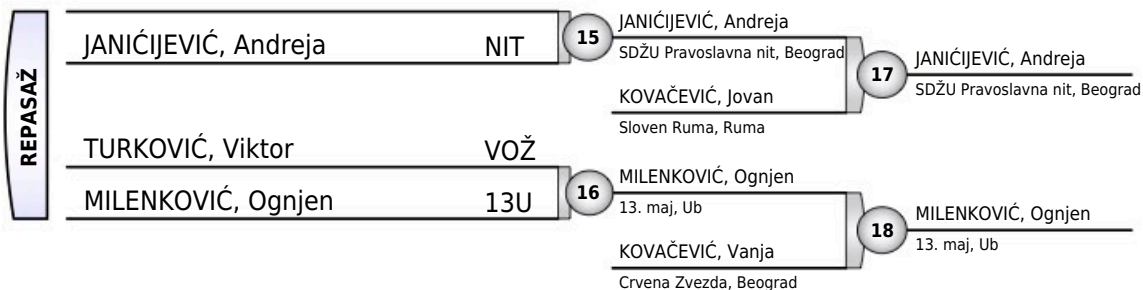 REPASAŽ
JANIĆIJEVIĆ, Andreja NIT
TURKOVIĆ, Viktor VOŽ
MILENKOVIĆ, Ognjen 13U
15
JANIĆIJEVIĆ, Andreja
SDŽU Pravoslavna nit, Beograd
KOVAČEVIĆ, Jovan
Sloven Ruma, Ruma
16
MILENKOVIĆ, Ognjen
13. maj, Ub
KOVAČEVIĆ, Vanja
Crvena Zvezda, Beograd
17
JANIĆIJEVIĆ, Andreja
SDŽU Pravoslavna nit, Beograd
18
MILENKOVIĆ, Ognjen
13. maj, Ub